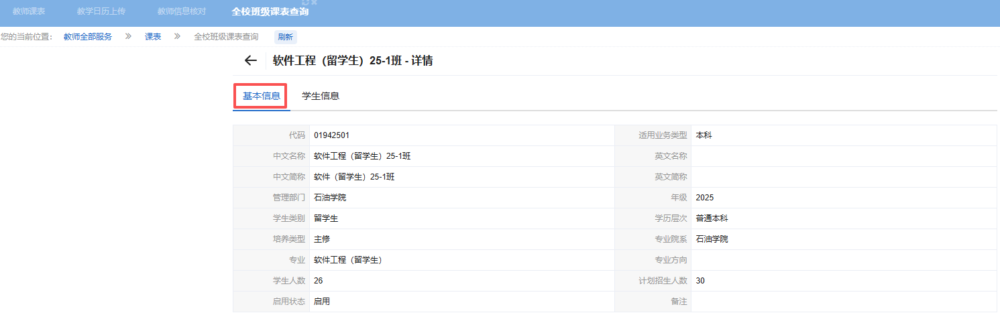 教师课表 教学日历上传 教师信息核对 全校班级课表查询
您的当前位置: 教师全部服务 » 课表 » 全校班级课表查询 刷新
← 软件工程（留学生）25-1班 - 详情
基本信息 学生信息
代码 01942501 适用业务类型 本科
中文名称 软件工程（留学生）25-1班 英文名称
中文简称 软件（留学生）25-1班 英文简称
管理部门 石油学院 年级 2025
学生类别 留学生 学历层次 普通本科
培养类型 主修 专业院系 石油学院
专业 软件工程（留学生） 专业方向
学生人数 26 计划招生人数 30
启用状态 启用 备注